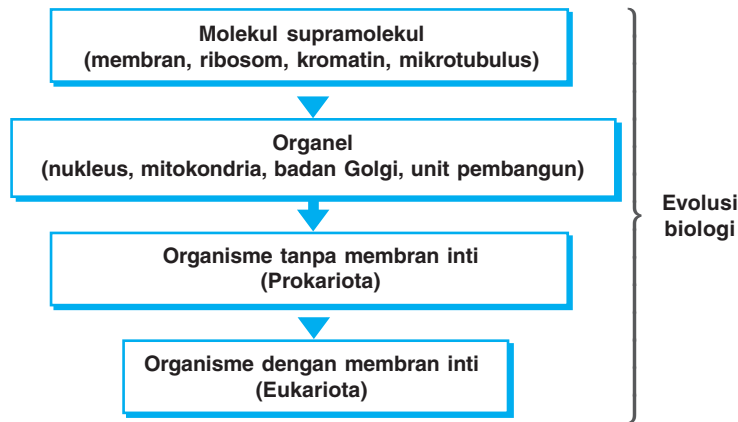 Molekul supramolekul
(membran, ribosom, kromatin, mikrotubulus)
Organel
(nukleus, mitokondria, badan Golgi, unit pembangun)
Organisme tanpa membran inti
(Prokariota)
Organisme dengan membran inti
(Eukariota)
Evolusi
biologi